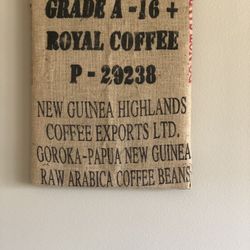 GRADE A -16 +
ROYAL COFFEE
P - 29238
NEW GUINEA HIGHLANDS
COFFEE EXPORTS LTD.
GOROKA-PAPUA NEW GUINEA
RAW ARABICA COFFEE BEANS